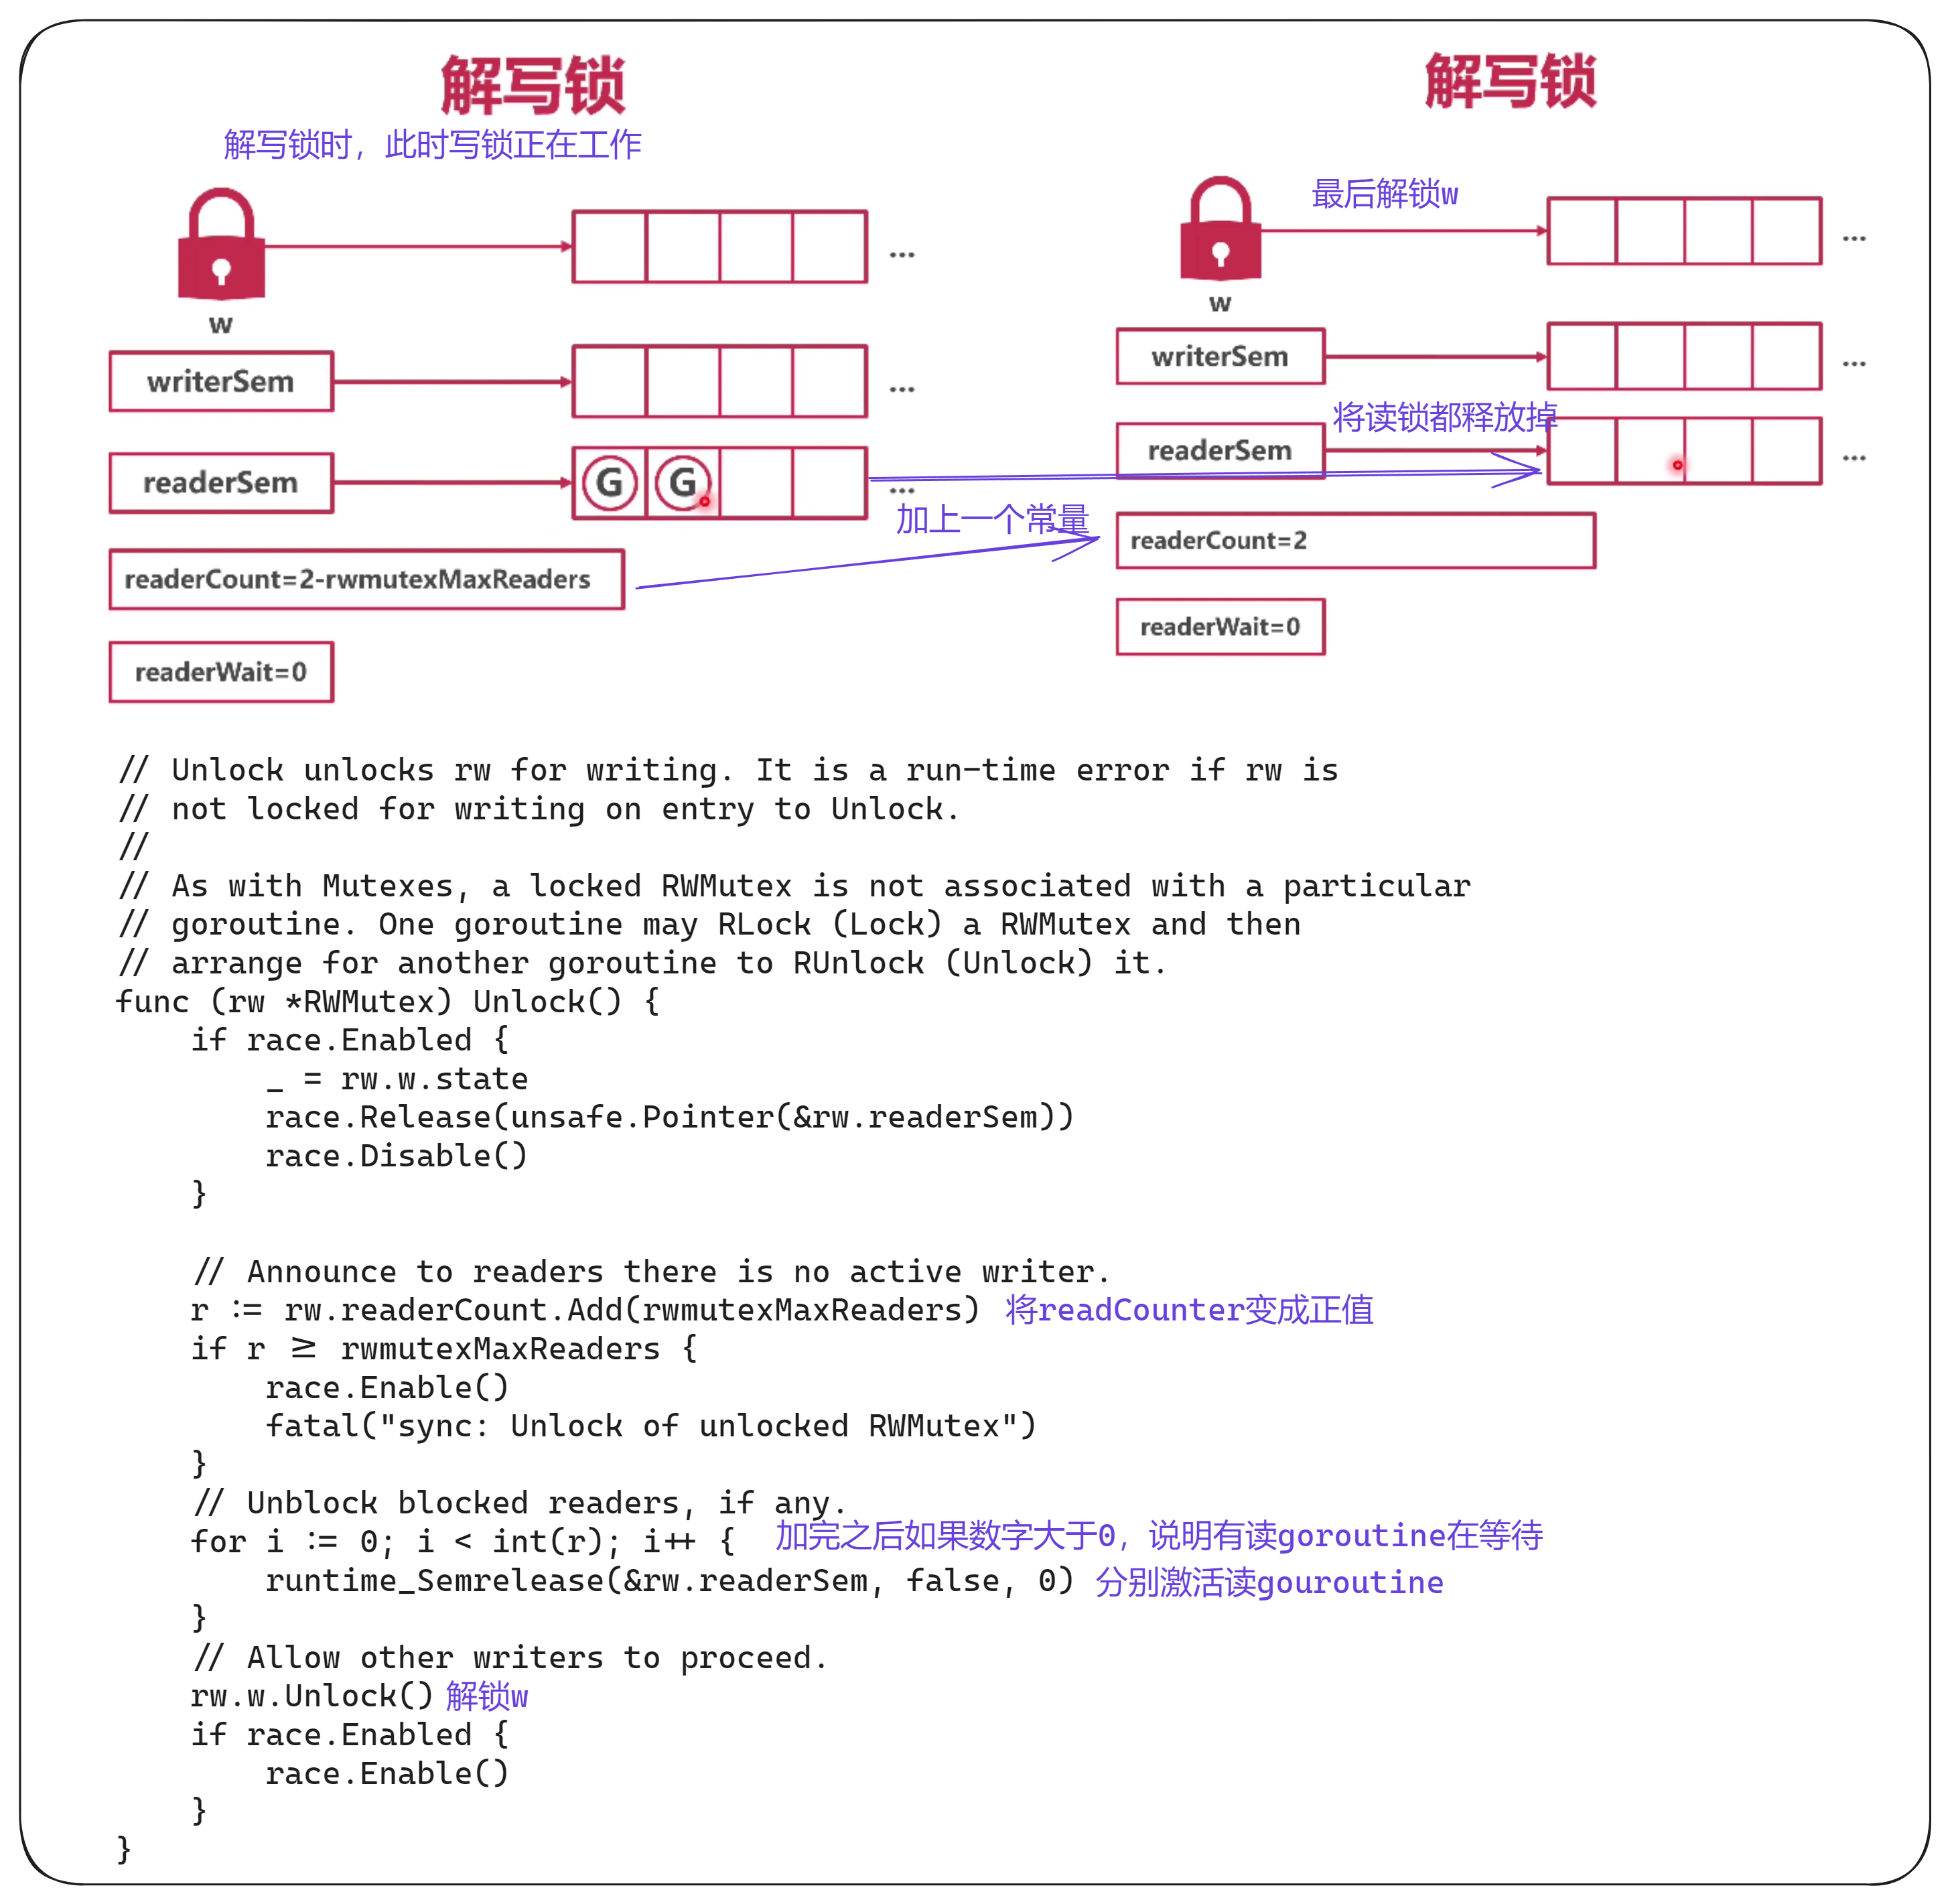 解写锁
解写锁时，此时写锁正在工作
w
...
writerSem
...
readerSem
G
G
...
readerCount=2-rwmutexMaxReaders
readerWait=0
加上一个常量
解写锁
最后解锁w
w
...
writerSem
...
将读锁都释放掉
readerSem
...
readerCount=2
readerWait=0
// Unlock unlocks rw for writing. It is a run-time error if rw is
// not locked for writing on entry to Unlock.
//
// As with Mutexes, a locked RWMutex is not associated with a particular
// goroutine. One goroutine may RLock (Lock) a RWMutex and then
// arrange for another goroutine to RUnlock (Unlock) it.
func (rw *RWMutex) Unlock() {
if race.Enabled {
_ = rw.w.state
race.Release(unsafe.Pointer(&rw.readerSem))
race.Disable()
}
// Announce to readers there is no active writer.
r := rw.readerCount.Add(rwmutexMaxReaders) 将readCounter变成正值
if r ≥ rwmutexMaxReaders {
race.Enable()
fatal("sync: Unlock of unlocked RWMutex")
}
// Unblock blocked readers, if any.
for i := 0; i < int(r); i++ { 加完之后如果数字大于0，说明有读goroutine在等待
runtime_Semrelease(&rw.readerSem, false, 0) 分别激活读gouroutine
}
// Allow other writers to proceed.
rw.w.Unlock() 解锁w
if race.Enabled {
race.Enable()
}
}